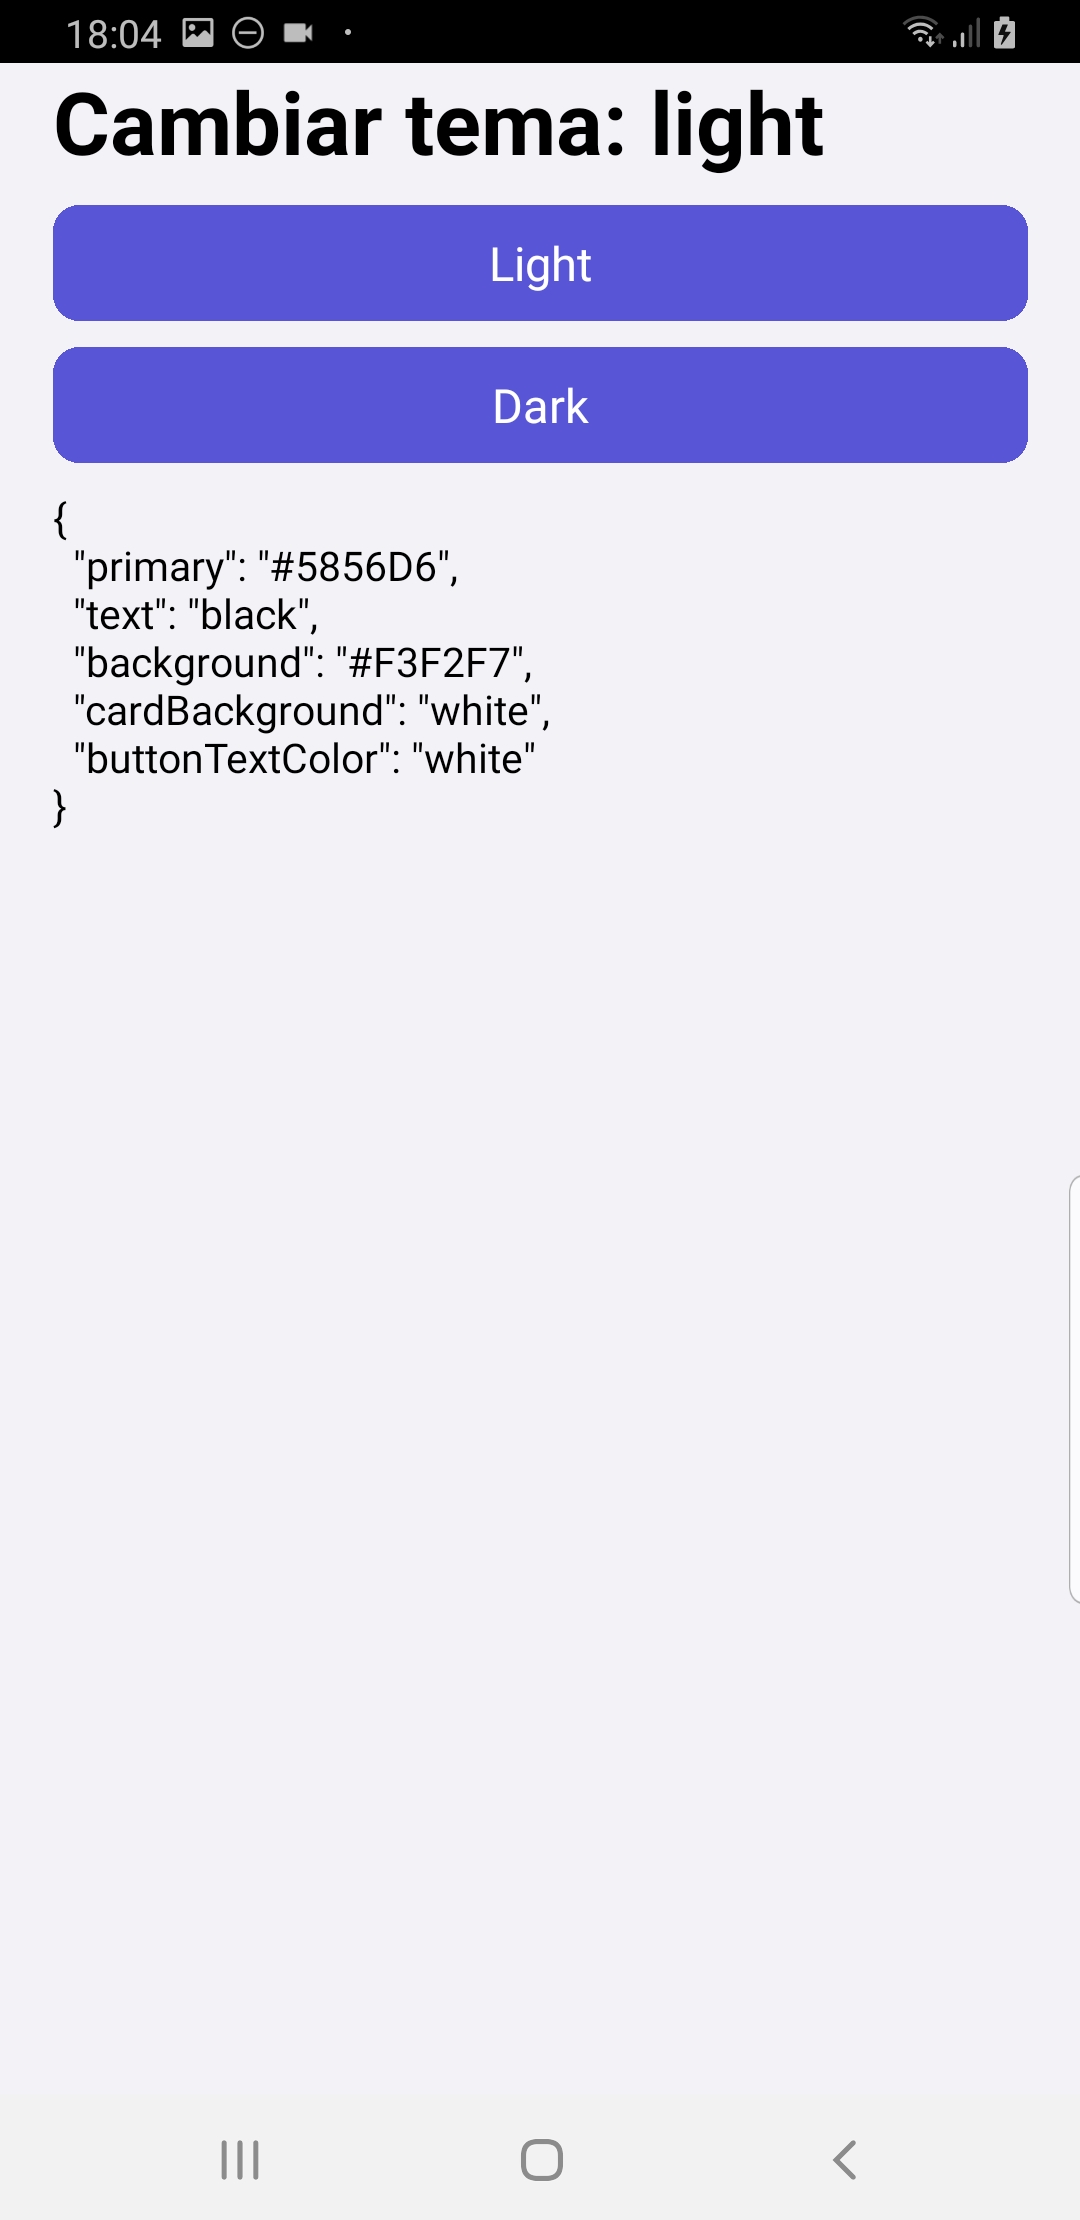 18:04
Cambiar tema: light
Light
Dark
{
"primary": "#5856D6",
"text": "black",
"background": "#F3F2F7",
"cardBackground": "white",
"buttonTextColor": "white"
}